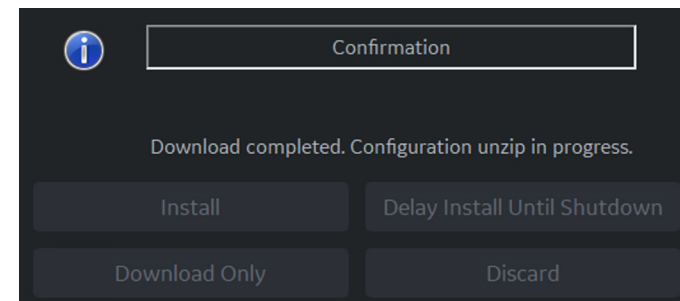 Confirmation
Download completed. Configuration unzip in progress.
Install
Delay Install Until Shutdown
Download Only
Discard